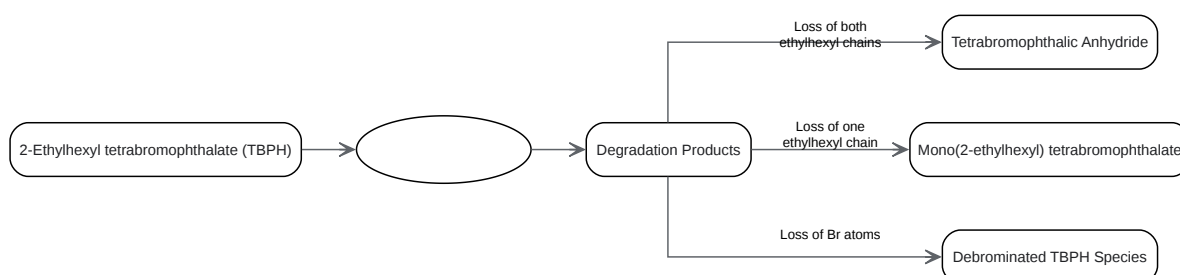 2-Ethylhexyl tetrabromophthalate (TBPH)
Degradation Products
Loss of both
ethylhexyl chains
Tetrabromophthalic Anhydride
Loss of one
ethylhexyl chain
Mono(2-ethylhexyl) tetrabromophthalate
Loss of Br atoms
Debrominated TBPH Species